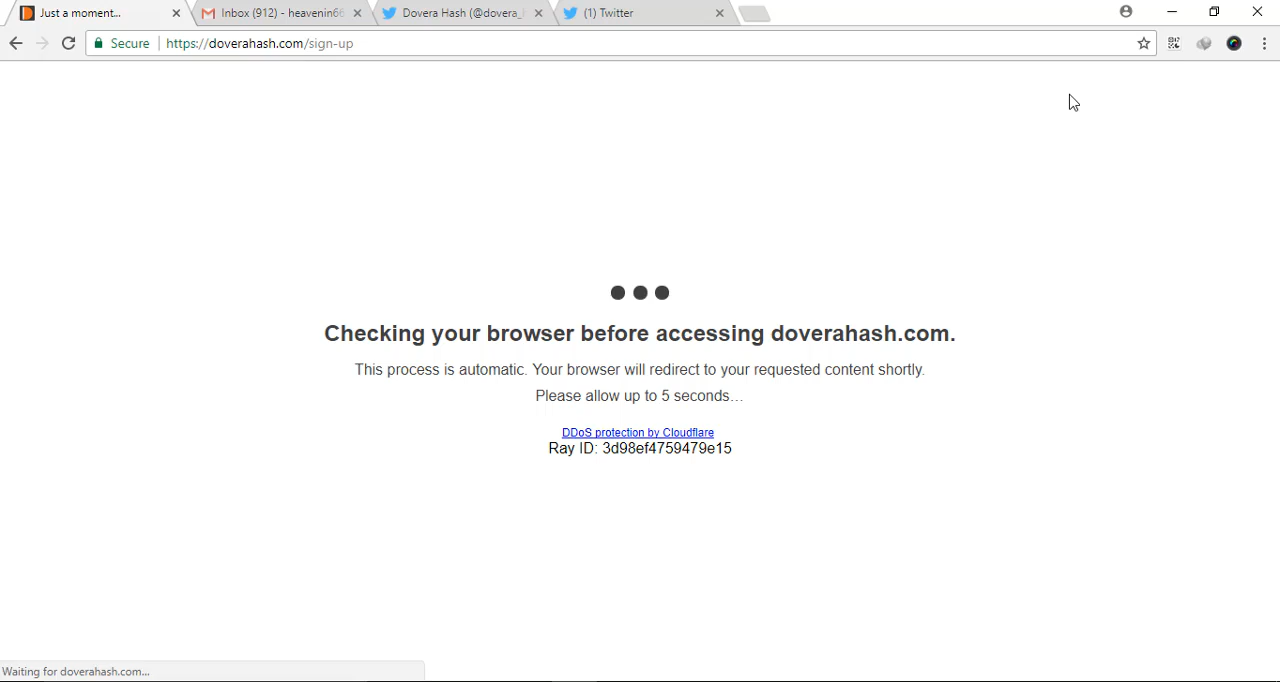 Just a moment...
Inbox (912) - heavenin66
Dovera Hash (@dovera_h
(1) Twitter
Secure
https://doverahash.com/sign-up
Checking your browser before accessing doverahash.com.
This process is automatic. Your browser will redirect to your requested content shortly.
Please allow up to 5 seconds…
DDoS protection by Cloudflare
Ray ID: 3d98ef4759479e15
Waiting for doverahash.com...